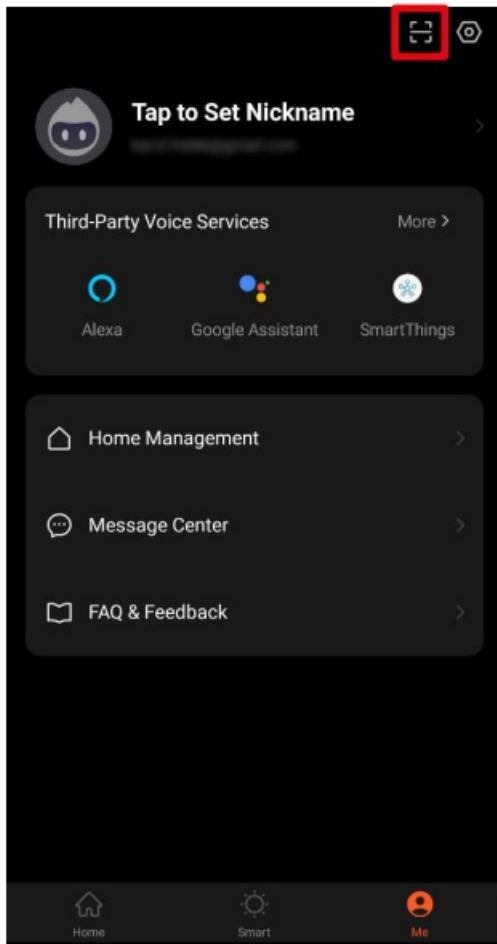 Tap to Set Nickname
Third-Party Voice Services
More >
Alexa
Google Assistant
SmartThings
Home Management
Message Center
FAQ & Feedback
Home
Smart
Me